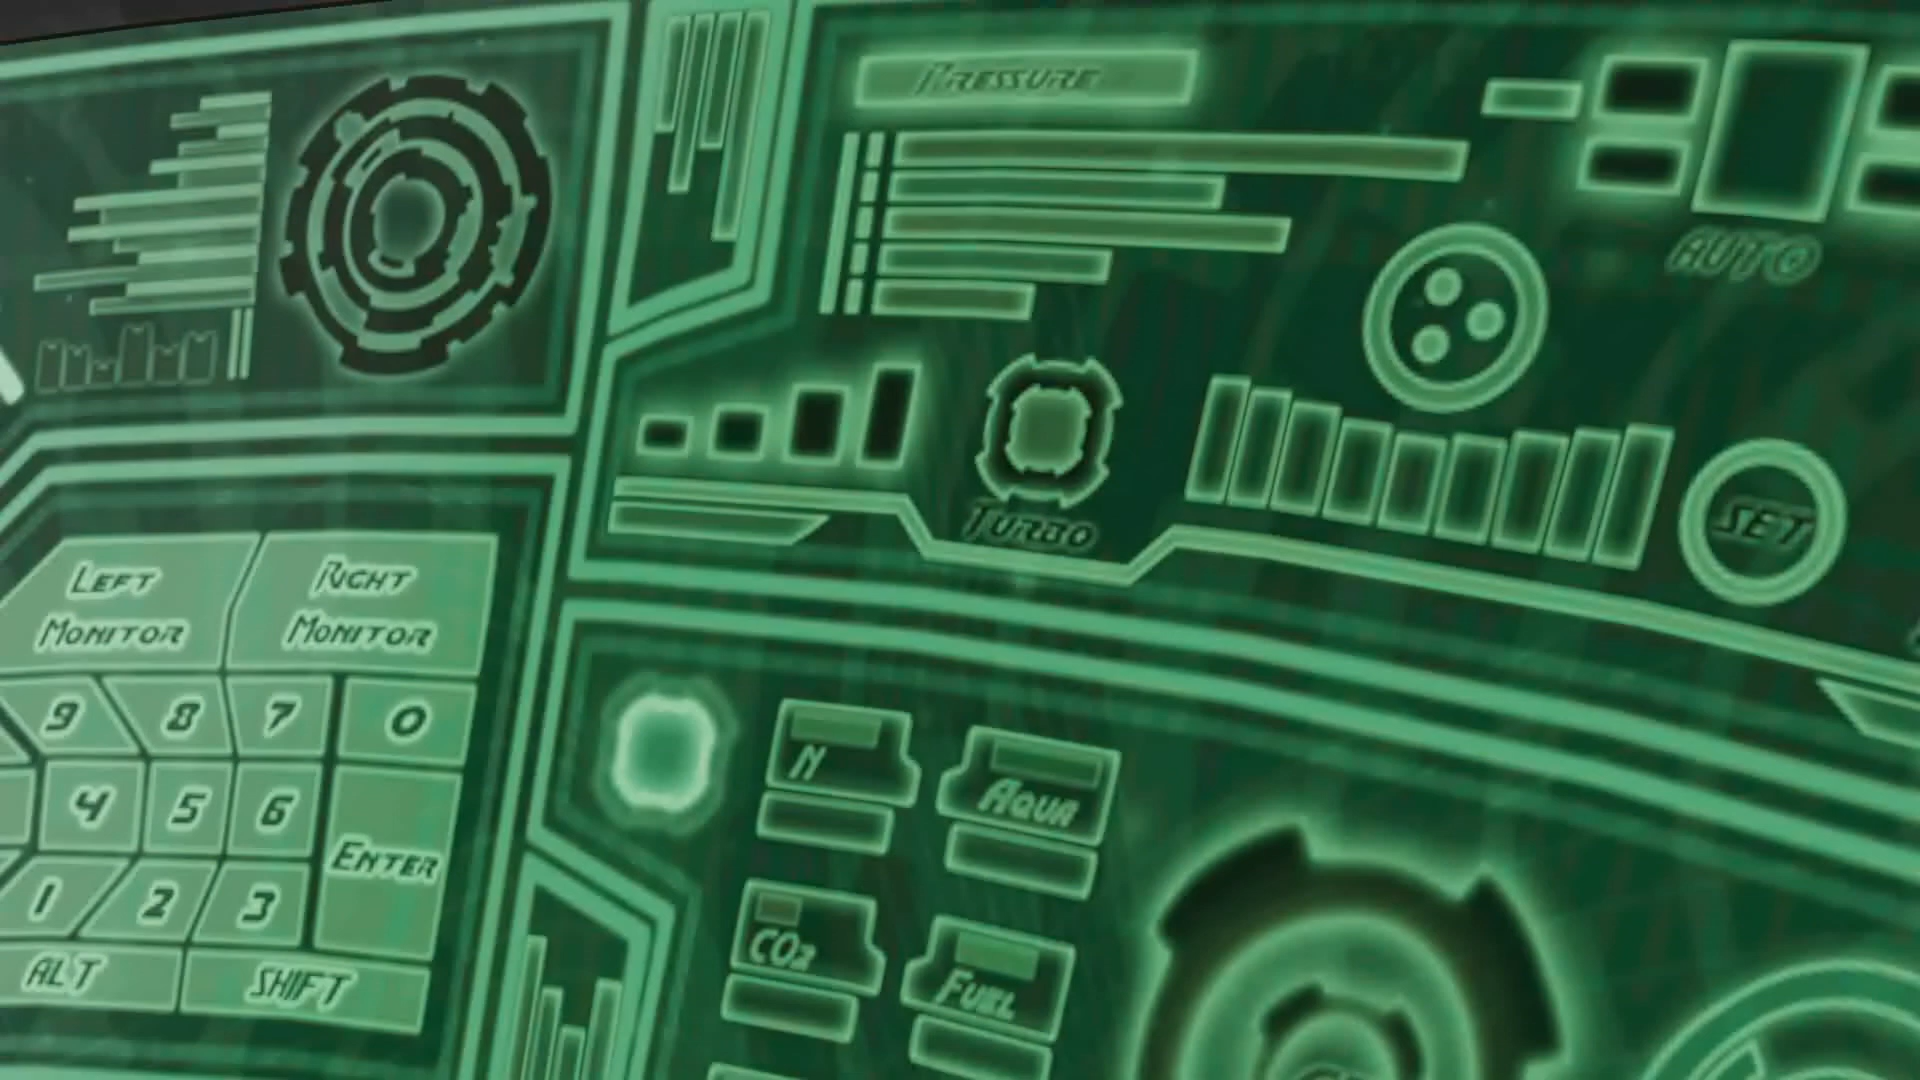 PRESSURE
AUTO
TURBO
SET
LEFT
MONITOR
RIGHT
MONITOR
9 8 7 0
4 5 6
ENTER
1 2 3
ALT SHIFT
N
AQUA
CO2
FUEL